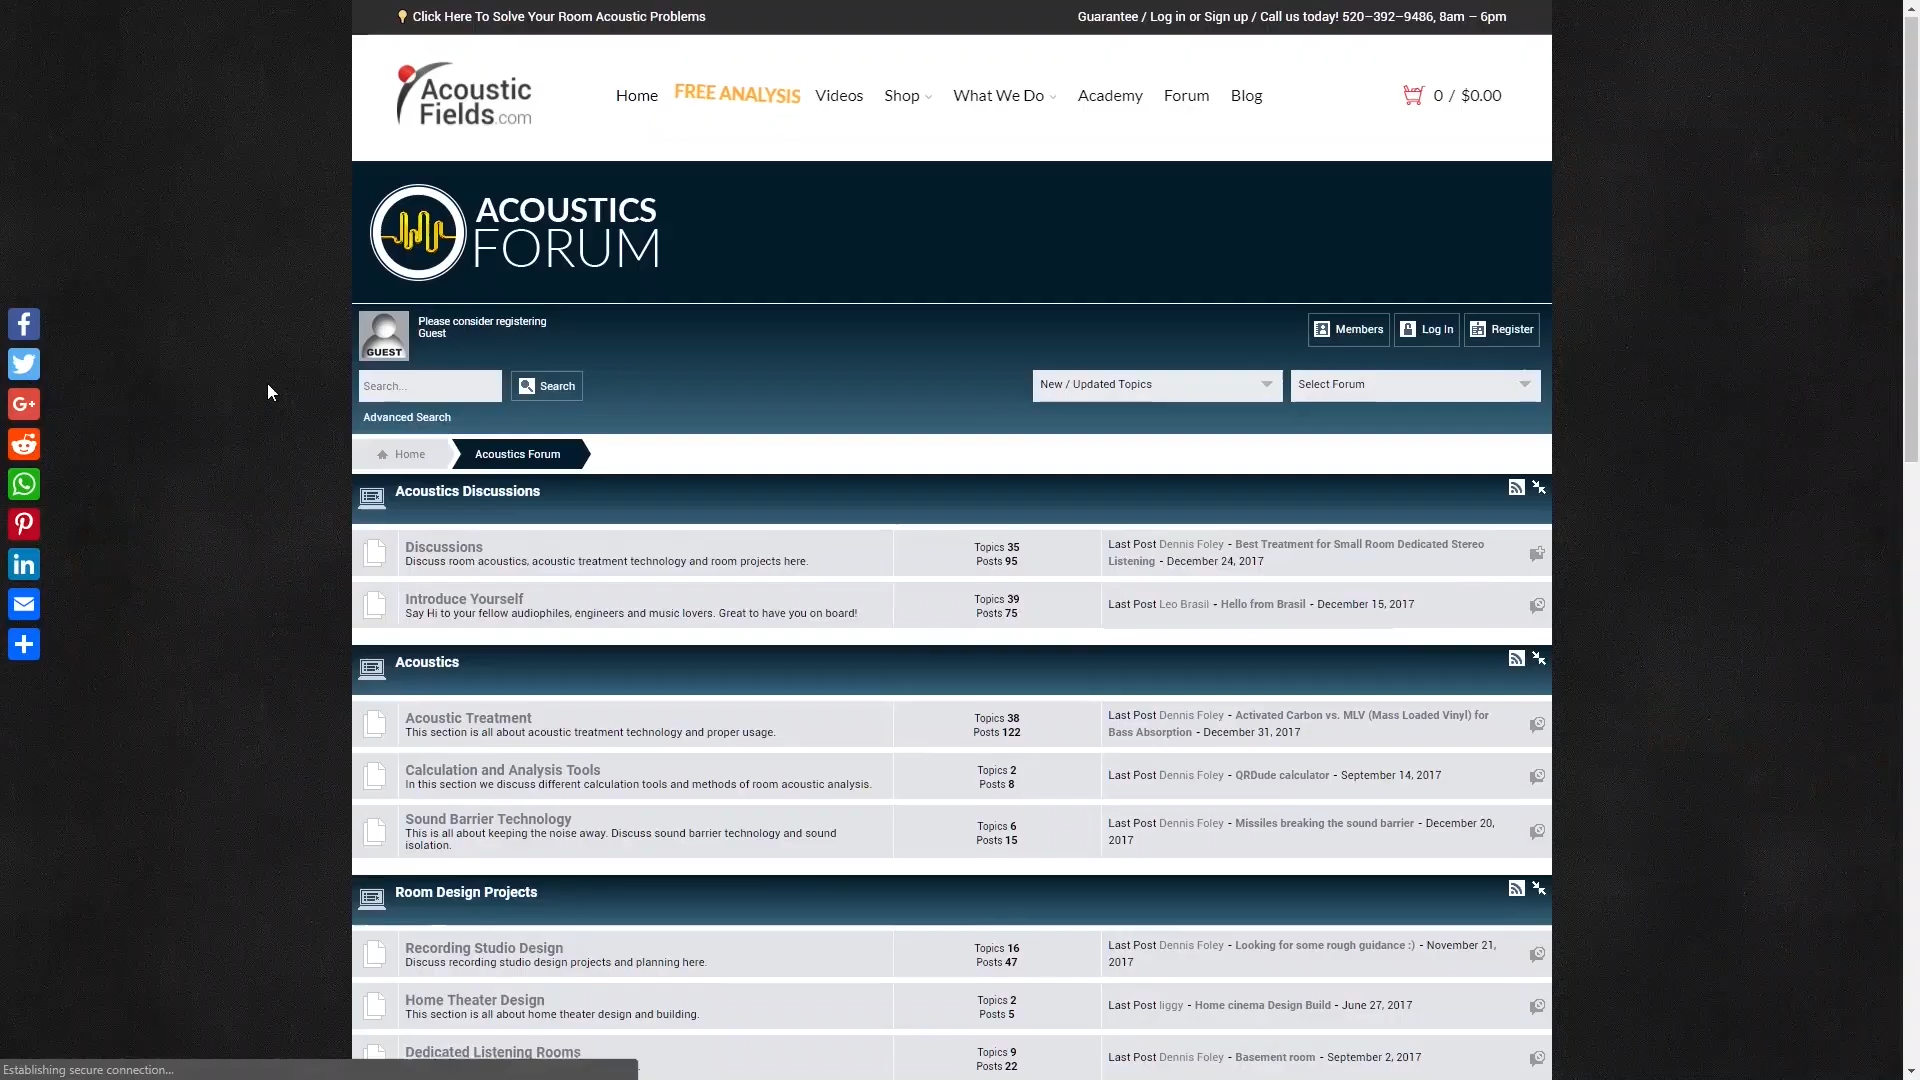 Click Here To Solve Your Room Acoustic Problems
Guarantee / Log in or Sign up / Call us today! 520–392–9486, 8am – 6pm
Acoustic
Fields.com
Home
FREE ANALYSIS
Videos
Shop
What We Do
Academy
Forum
Blog
0 / $0.00
ACOUSTICS
FORUM
GUEST
Please consider registering
Guest
Members
Log In
Register
Search...
Search
New / Updated Topics
Select Forum
Advanced Search
Home
Acoustics Forum
Acoustics Discussions
Discussions
Discuss room acoustics, acoustic treatment technology and room projects here.
Topics 35
Posts 95
Last Post Dennis Foley - Best Treatment for Small Room Dedicated Stereo
Listening - December 24, 2017
Introduce Yourself
Say Hi to your fellow audiophiles, engineers and music lovers. Great to have you on board!
Topics 39
Posts 75
Last Post Leo Brasil - Hello from Brasil - December 15, 2017
Acoustics
Acoustic Treatment
This section is all about acoustic treatment technology and proper usage.
Topics 38
Posts 122
Last Post Dennis Foley - Activated Carbon vs. MLV (Mass Loaded Vinyl) for
Bass Absorption - December 31, 2017
Calculation and Analysis Tools
In this section we discuss different calculation tools and methods of room acoustic analysis.
Topics 2
Posts 8
Last Post Dennis Foley - QRDude calculator - September 14, 2017
Sound Barrier Technology
This is all about keeping the noise away. Discuss sound barrier technology and sound
isolation.
Topics 6
Posts 15
Last Post Dennis Foley - Missiles breaking the sound barrier - December 20,
2017
Room Design Projects
Recording Studio Design
Discuss recording studio design projects and planning here.
Topics 16
Posts 47
Last Post Dennis Foley - Looking for some rough guidance :) - November 21,
2017
Home Theater Design
This section is all about home theater design and building.
Topics 2
Posts 5
Last Post liggy - Home cinema Design Build - June 27, 2017
Dedicated Listening Rooms
Topics 9
Posts 22
Last Post Dennis Foley - Basement room - September 2, 2017
Establishing secure connection...